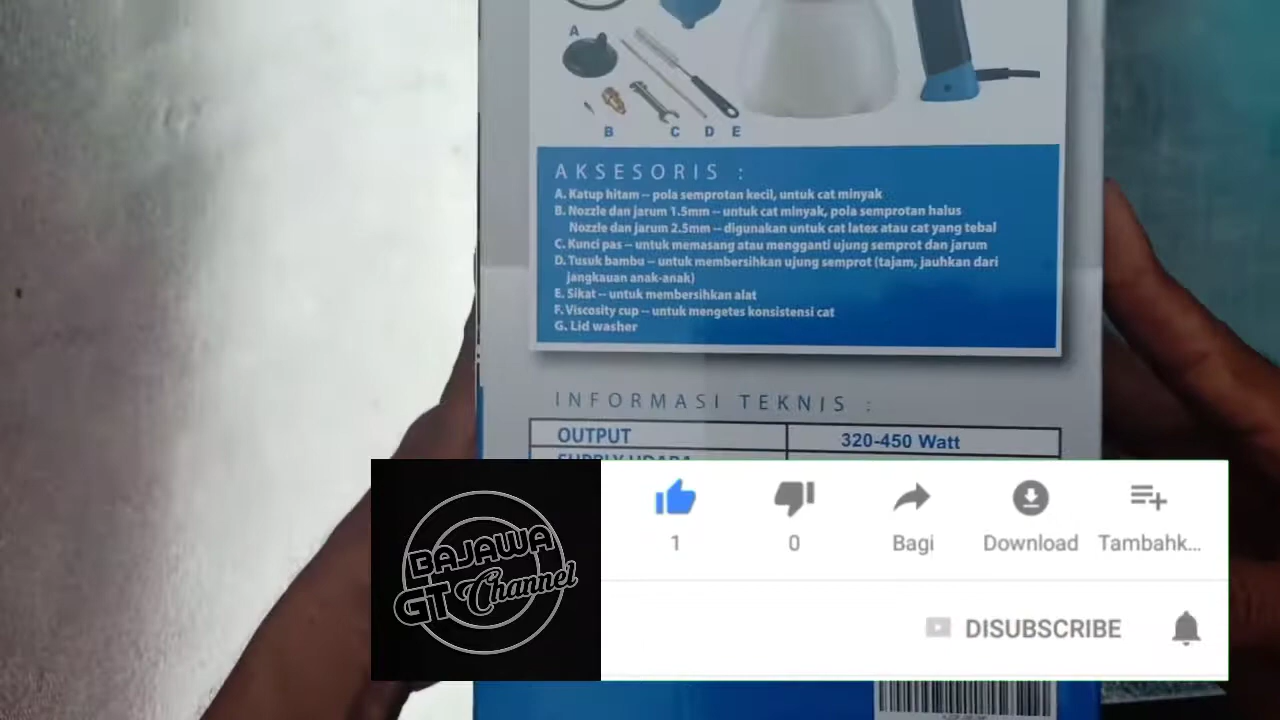 A
B C D E
AKSESORIS :
A. Katup hitam -- pola semprotan kecil, untuk cat minyak
B. Nozzle dan jarum 1.5mm -- untuk cat minyak, pola semprotan halus
Nozzle dan jarum 2.5mm -- digunakan untuk cat latex atau cat yang tebal
C. Kunci pas -- untuk memasang atau mengganti ujung semprot dan jarum
D. Tusuk bambu -- untuk membersihkan ujung semprot (tajam, jauhkan dari
jangkauan anak-anak)
E. Sikat -- untuk membersihkan alat
F. Viscosity cup -- untuk mengetes konsistensi cat
G. Lid washer
INFORMASI TEKNIS :
OUTPUT 320-450 Watt
SUPPLY UDARA
BAJAWA
GT Channel
1 0 Bagi Download Tambahk...
DISUBSCRIBE